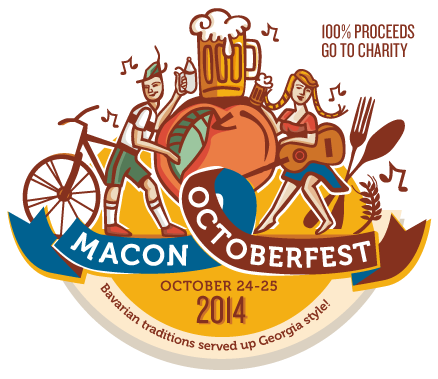 100% PROCEEDS
GO TO CHARITY
MACON OCTOBERFEST
OCTOBER 24-25
2014
Bavarian traditions served up Georgia style!